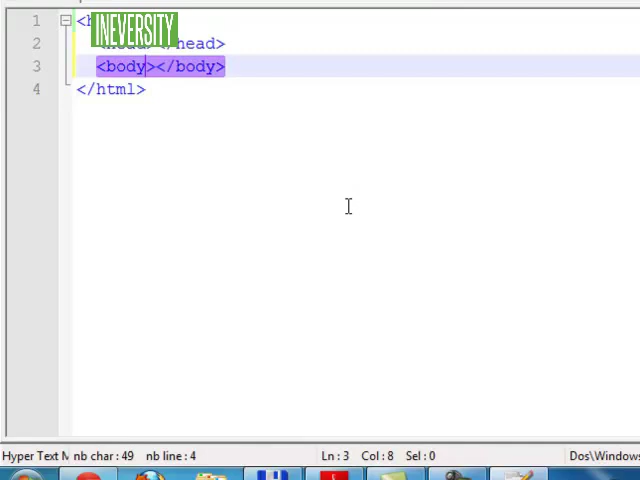 1 <h
INEVERSITY
2 </head>
3 <body></body>
4 </html>
Hyper Text M nb char : 49 nb line : 4 Ln : 3 Col : 8 Sel : 0 Dos\Windows